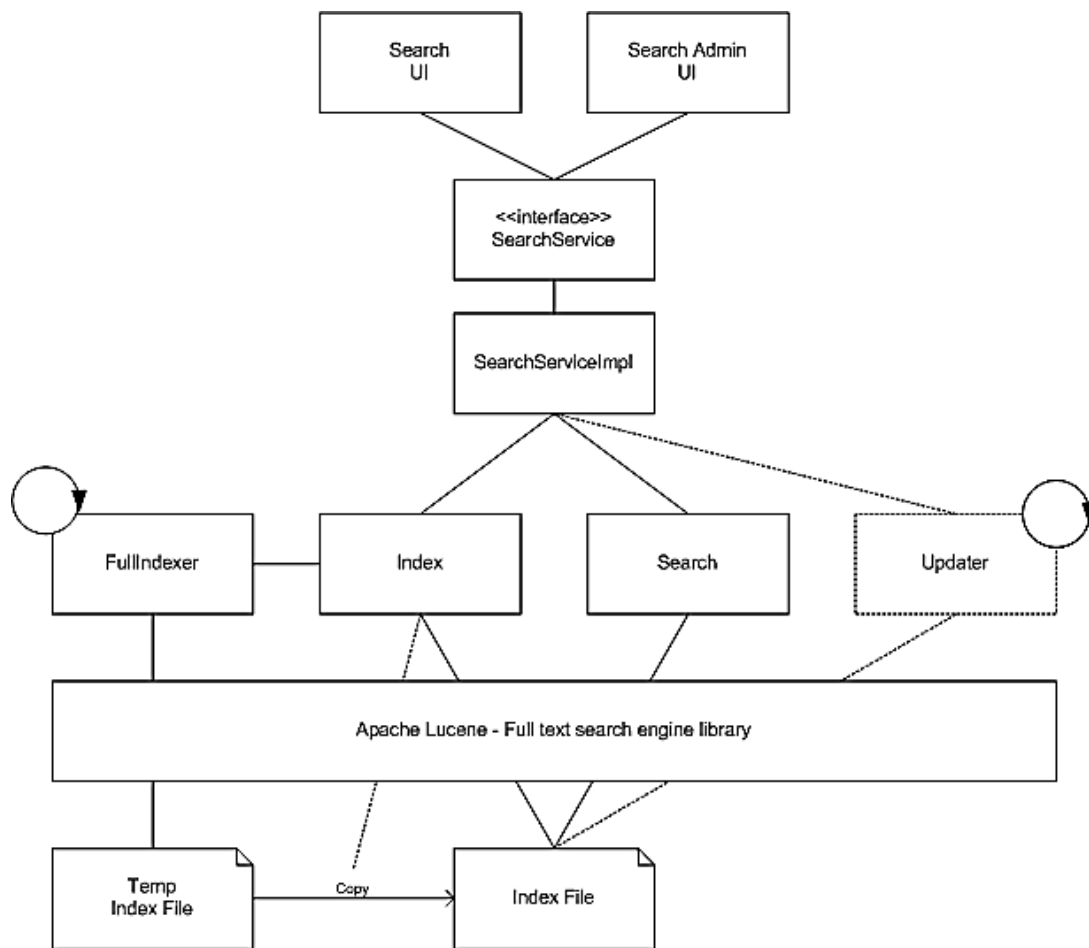 Search
UI
Search Admin
UI
<<interface>>
SearchService
SearchServiceImpl
FullIndexer
Index
Search
Updater
Apache Lucene - Full text search engine library
Temp
Index File
Copy
Index File